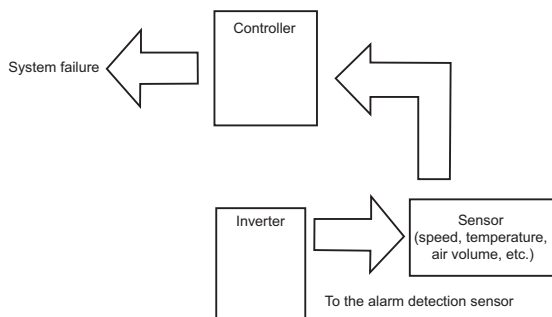 Controller
System failure
Inverter
Sensor
(speed, temperature,
air volume, etc.)
To the alarm detection sensor